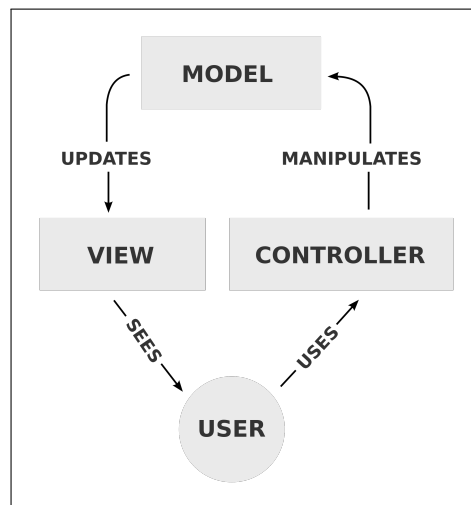 MODEL
UPDATES
MANIPULATES
VIEW
CONTROLLER
SEES
USES
USER